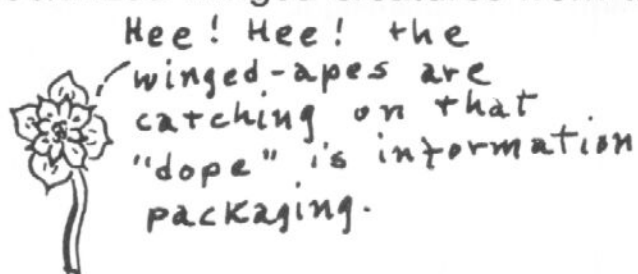 Hee! Hee! the
winged-apes are
catching on that
"dope" is information
packaging.